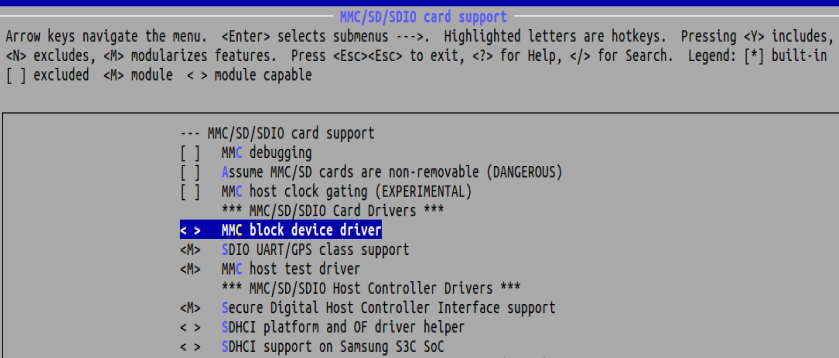 MMC/SD/SDIO card support
Arrow keys navigate the menu.  <Enter> selects submenus --->.  Highlighted letters are hotkeys.  Pressing <Y> includes,
<N> excludes, <M> modularizes features.  Press <Esc><Esc> to exit, <?> for Help, </> for Search.  Legend: [*] built-in
[ ] excluded  <M> module  < > module capable
--- MMC/SD/SDIO card support
[ ]   MMC debugging
[ ]   Assume MMC/SD cards are non-removable (DANGEROUS)
[ ]   MMC host clock gating (EXPERIMENTAL)
*** MMC/SD/SDIO Card Drivers ***
< >   MMC block device driver
<M>   SDIO UART/GPS class support
<M>   MMC host test driver
*** MMC/SD/SDIO Host Controller Drivers ***
<M>   Secure Digital Host Controller Interface support
< >   SDHCI platform and OF driver helper
< >   SDHCI support on Samsung S3C SoC